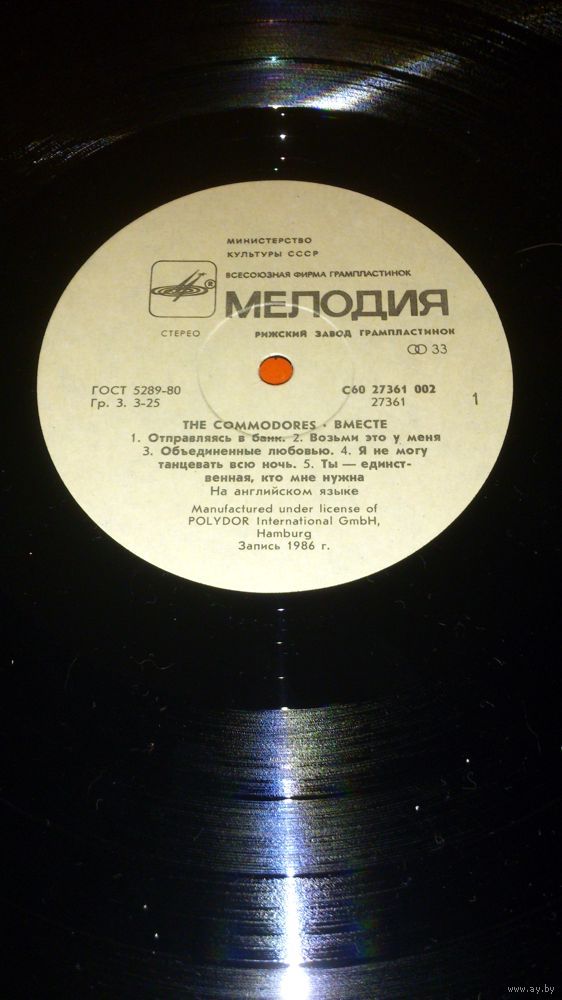 МИНИСТЕРСТВО
КУЛЬТУРЫ СССР
ВСЕСОЮЗНАЯ ФИРМА ГРАМПЛАСТИНОК
®
МЕЛОДИЯ
СТЕРЕО
РИЖСКИЙ ЗАВОД ГРАМПЛАСТИНОК
33
ГОСТ 5289-80
Гр. 3. 3-25
С60 27361 002
27361
1
THE COMMODORES · ВМЕСТЕ
1. Отправляясь в банк. 2. Возьми это у меня
3. Объединенные любовью. 4. Я не могу
танцевать всю ночь. 5. Ты — единст-
венная, кто мне нужна
На английском языке
Manufactured under license of
POLYDOR International GmbH,
Hamburg
Запись 1986 г.
www.ay.by